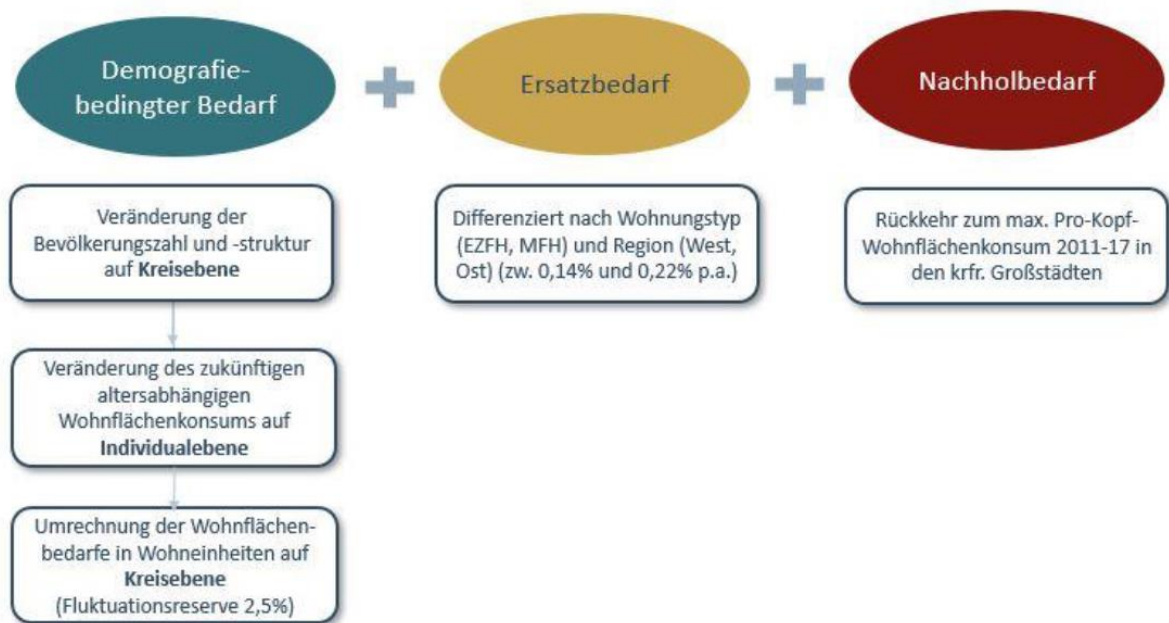 Demografie-
bedingter Bedarf
Ersatzbedarf
Nachholbedarf
Veränderung der
Bevölkerungszahl und -struktur
auf Kreisebene
Veränderung des zukünftigen
altersabhängigen
Wohnflächenkonsums auf
Individualebene
Umrechnung der Wohnflächen-
bedarfe in Wohneinheiten auf
Kreisebene
(Fluktuationsreserve 2,5%)
Differenziert nach Wohnungstyp
(EZFH, MFH) und Region (West,
Ost) (zw. 0,14% und 0,22% p.a.)
Rückkehr zum max. Pro-Kopf-
Wohnflächenkonsum 2011-17 in
den krfr. Großstädten